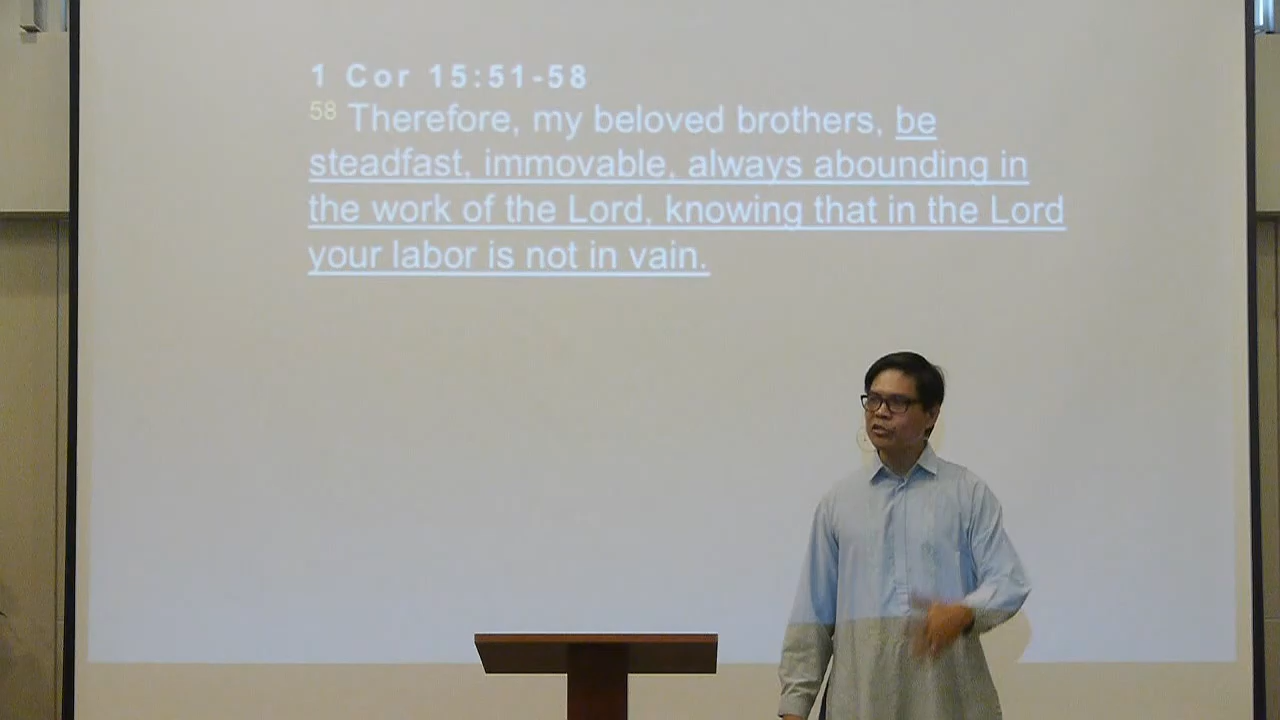 1 Cor 15:51-58
58 Therefore, my beloved brothers, be
steadfast, immovable, always abounding in
the work of the Lord, knowing that in the Lord
your labor is not in vain.